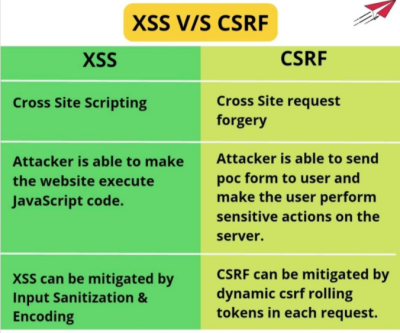 XSS V/S CSRF
XSS
CSRF
Cross Site Scripting
Cross Site request
forgery
Attacker is able to make
the website execute
JavaScript code.
Attacker is able to send
poc form to user and
make the user perform
sensitive actions on the
server.
XSS can be mitigated by
Input Sanitization &
Encoding
CSRF can be mitigated by
dynamic csrf rolling
tokens in each request.